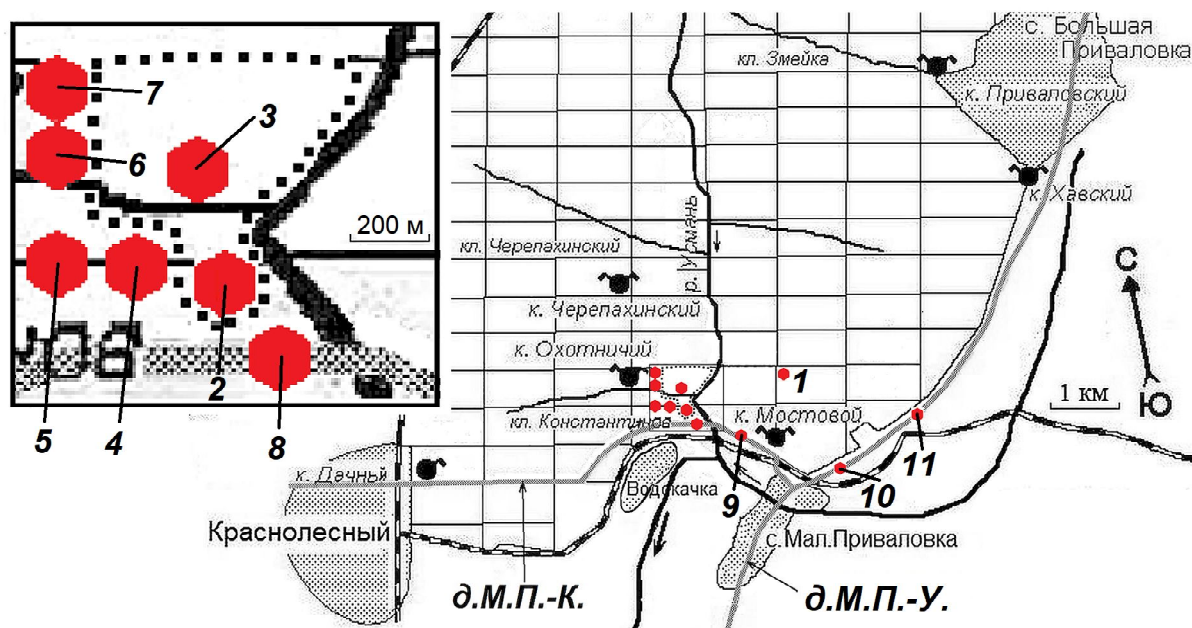 7
3
6
200 м
5
4
2
8
с. Большая
Приваловка
кл. Змейка
к. Приваловский
к. Хавский
кл. Черепахинский
р. Усмань
С
к. Черепахинский
к. Охотничий
1
1 км
Ю
кл. Константинов
к. Мостовой
11
к. Дачный
Водокачка
9
10
Краснолесный
с.Мал.Приваловка
д.М.П.-К.
д.М.П.-У.